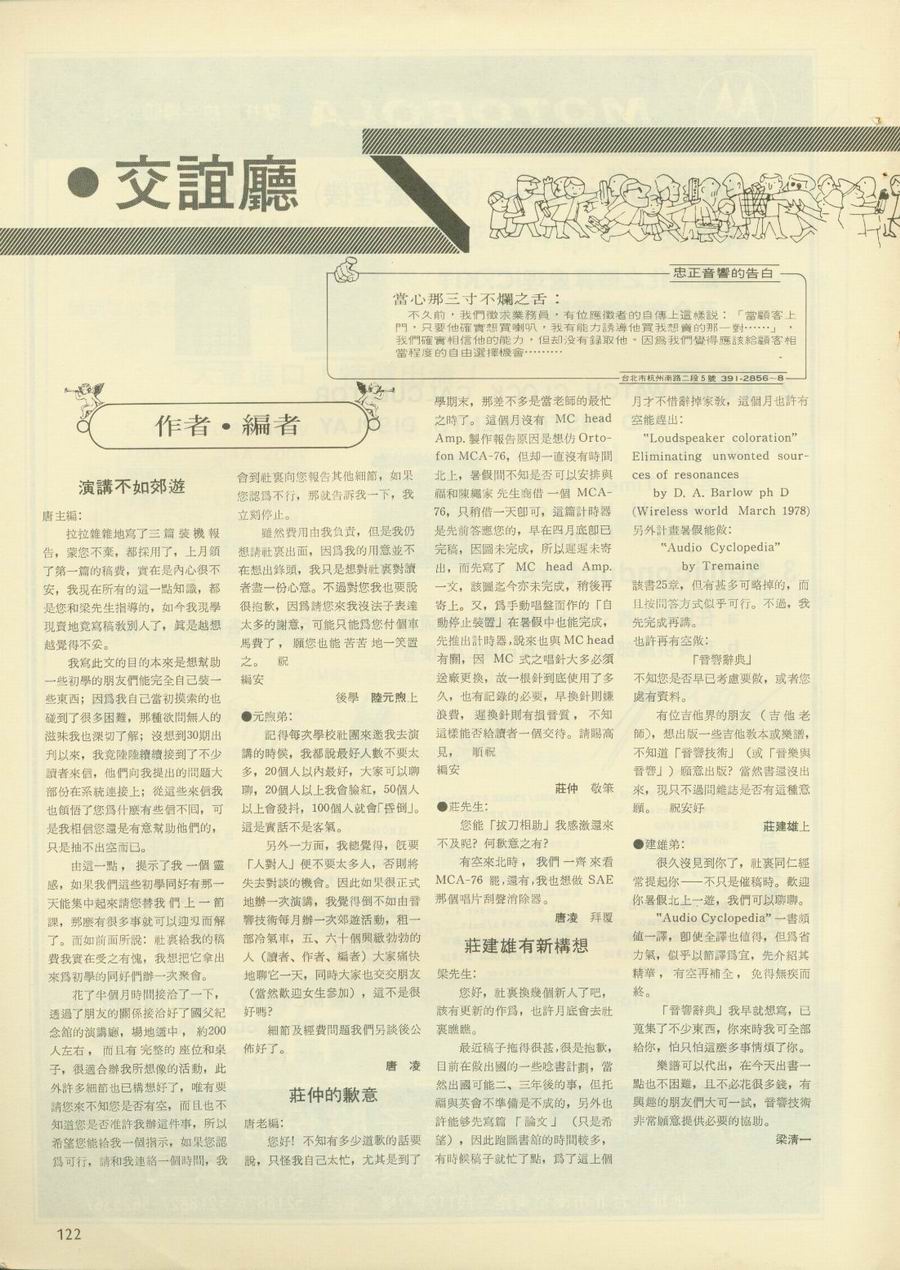 交誼廳
忠正音響的告白
當心那三寸不爛之舌：
不久前，我們徵求業務員，有位應徵者的自傳上這樣説：「當顧客上
門，只要他確實想買喇叭，我有能力誘導他買我想賣的那一對……」，
我們確實相信他的能力，但却没有録取他。因爲我們覺得應該給顧客相
當程度的自由選擇機會………
台北市杭州南路二段5號 391-2856~8
作者・編者
演講不如郊遊
唐主編：
拉拉雜雜地寫了三篇裝機報
告，蒙您不棄，都採用了，上月領
了第一篇的稿費，實在是內心很不
安，我現在所有的這一點知識，都
是您和梁先生指導的，如今我現學
現賣地竟寫稿敎別人了，眞是越想
越覺得不妥。
我寫此文的目的本來是想幫助
一些初學的朋友們能完全自己裝一
些東西；因爲我自己當初摸索的也
碰到了很多困難，那種欲問無人的
滋味我也深切了解；沒想到30期出
刋以來，我竟陸陸續續接到了不少
讀者來信，他們向我提出的問題大
部份在系統連接上；從這些來信我
也領悟了您爲什麼有些信不囘，可
是我相信您還是有意幫助他們的，
只是抽不出空而已。
由這一點，提示了我一個靈
感，如果我們這些初學同好有那一
天能集中起來請您替我們上一節
課，那麼有很多事就可以迎刃而解
了。而如前面所說：社裏給我的稿
費我實在受之有愧，我想把它拿出
來爲初學的同好們辦一次聚會。
花了半個月時間接洽了一下，
透過了朋友的關係接洽好了國父紀
念舘的演講廳，場地適中，約200
人左右，而且有完整的座位和桌
子，很適合辦我所想像的活動，此
外許多細節也已構想好了，唯有要
請您來不知您是否有空，而且也不
知道您是否准許我辦這件事，所以
希望您能給我一個指示，如果您認
爲可行，請和我連絡一個時間，我
會到社裏向您報告其他細節，如果
您認爲不行，那就告訴我一下，我
立刻停止。
雖然費用由我負責，但是我仍
想請社裏出面，因爲我的用意並不
在想出鋒頭，我只是想對社裏對讀
者盡一份心意。不過對您我也要說
很抱歉，因爲請您來我沒法子表達
太多的謝意，可能只能爲您付個車
馬費了，願您也能苦苦地一笑置
之。 祝
編安
後學 陸元煦上
●元煦弟：
記得每次學校社團來邀我去演
講的時候，我都說最好人數不要太
多，20個人以內最好，大家可以聊
聊，20個人以上我會臉紅，50個人
以上會發抖，100個人就會「昏倒」。
這是實話不是客氣。
另外一方面，我總覺得，旣要
「人對人」便不要太多人，否則將
失去對談的機會。因此如果很正式
地辦一次演講，我覺得倒不如由音
響技術每月辦一次郊遊活動，租一
部冷氣車，五、六十個興緻勃勃的
人（讀者、作者、編者）大家痛快
地聊它一天，同時大家也交交朋友
（當然歡迎女生參加），這不是很
好嗎？
細節及經費問題我們另談後公
佈好了。
唐 凌
莊仲的歉意
唐老編：
您好！不知有多少道歉的話要
說，只怪我自己太忙，尤其是到了
學期末，那差不多是當老師的最忙
之時了。這個月沒有 MC head
Amp. 製作報告原因是想仿 Orto-
fon MCA-76，但却一直沒有時間
北上，暑假間不知是否可以安排與
福和陳繩家先生商借一個 MCA-
76，只稍借一天卽可，這篇計時器
是先前答應您的，早在四月底卽已
完稿，因圖未完成，所以遲遲未寄
出，而先寫了 MC head Amp.
一文，該圖迄今亦未完成，稍後再
寄上。又，爲手動唱盤而作的「自
動停止裝置」在暑假中也能完成，
先推出計時器，說來也與 MC head
有關，因 MC 式之唱針大多必須
送廠更換，故一根針到底使用了多
久，也有記錄的必要，早換針則嫌
浪費，遲換針則有損音質，不知
這樣能否給讀者一個交待。請賜高
見， 順祝
編安
莊仲 敬筆
●莊先生：
您能「拔刀相助」我感激還來
不及呢？何歉意之有？
有空來北時，我們一齊來看
MCA-76 罷，還有，我也想做 SAE
那個唱片刮聲消除器。
唐凌 拜覆
莊建雄有新構想
梁先生：
您好，社裏換幾個新人了吧，
該有更新的作爲，也許月底會去社
裏瞧瞧。
最近稿子拖得很甚，很是抱歉，
目前在做出國的一些唸書計劃，當
然出國可能二、三年後的事，但托
福與英會不準備是不成的，另外也
許能够先寫篇「論文」（只是希
望），因此跑圖書舘的時間較多，
有時候稿子就忙了點，爲了這上個
月才不惜辭掉家敎，這個月也許有
空能趕出：
“Loudspeaker coloration”
Eliminating unwonted sour-
ces of resonances
by D. A. Barlow ph D
(Wireless world March 1978)
另外計畫暑假能做：
“Audio Cyclopedia”
by Tremaine
該書25章，但有甚多可略掉的，而
且按問答方式似乎可行。不過，我
先完成再講。
也許再有空做：
「音響辭典」
不知您是否早已考慮要做，或者您
處有資料。
有位吉他界的朋友（吉他老
師），想出版一些吉他敎本或樂譜，
不知道「音響技術」（或「音樂與
音響」）願意出版？當然書還沒出
來，現只不過問雜誌是否有這種意
願。 祝安好
莊建雄上
●建雄弟：
很久沒見到你了，社裏同仁經
常提起你——不只是催稿時。歡迎
你暑假北上一遊，我們可以聊聊。
“Audio Cyclopedia” 一書頗
値一譯，卽使全譯也値得，但爲省
力氣，似乎以節譯爲宜，先介紹其
精華，有空再補全，免得無疾而
終。
「音響辭典」我早就想寫，已
蒐集了不少東西，你來時我可全部
給你，怕只怕這麼多事情煩了你。
樂譜可以代出，在今天出書一
點也不困難，且不必花很多錢，有
興趣的朋友們大可一試，音響技術
非常願意提供必要的協助。
梁淸一
122